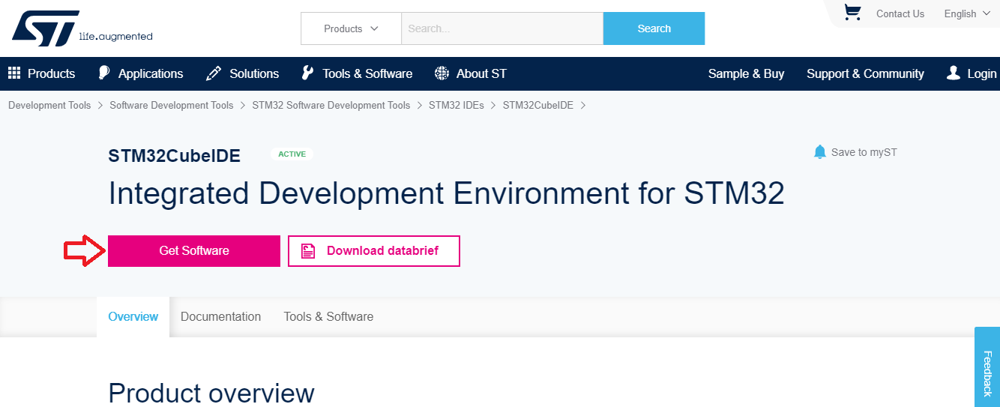 ST life.augmented
Products
Search...
Search
Contact Us
English
Products
Applications
Solutions
Tools & Software
About ST
Sample & Buy
Support & Community
Login
Development Tools
Software Development Tools
STM32 Software Development Tools
STM32 IDEs
STM32CubeIDE
STM32CubeIDE
ACTIVE
Save to myST
Integrated Development Environment for STM32
Get Software
Download databrief
Overview
Documentation
Tools & Software
Feedback
Product overview